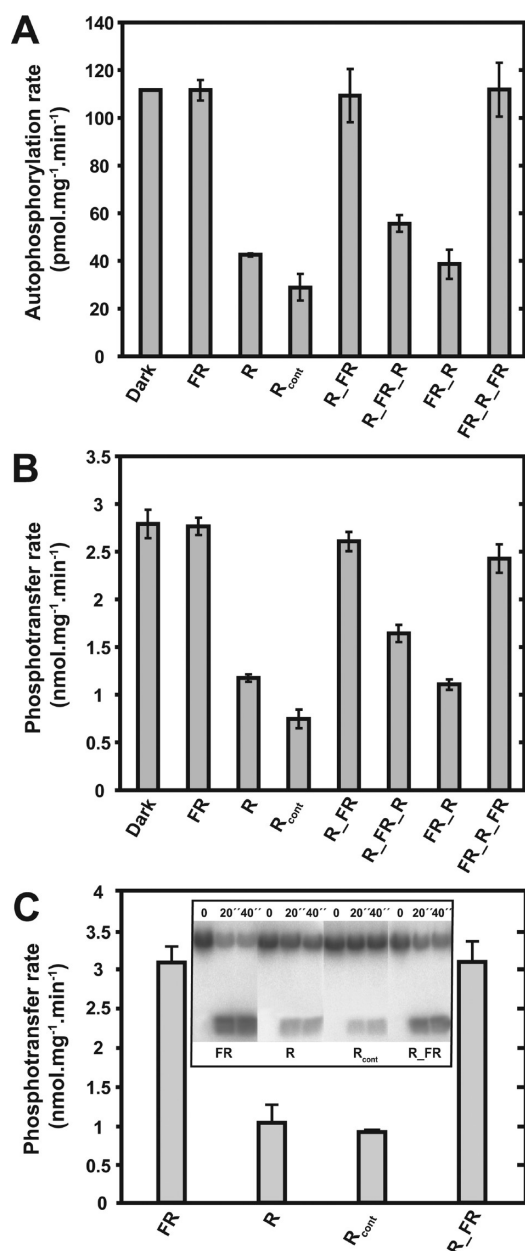 A
Autophosphorylation rate
(pmol.mg⁻¹.min⁻¹)
140
120
100
80
60
40
20
0
Dark
FR
R
Rcont
R_FR
R_FR_R
FR_R
FR_R_FR
B
Phosphotransfer rate
(nmol.mg⁻¹.min⁻¹)
3.5
3
2.5
2
1.5
1
0.5
0
Dark
FR
R
Rcont
R_FR
R_FR_R
FR_R
FR_R_FR
C
Phosphotransfer rate
(nmol.mg⁻¹.min⁻¹)
4
3.5
3
2.5
2
1.5
1
0.5
0
0 20´´40´´ 0 20´´40´´ 0 20´´40´´ 0 20´´40´´
FR R Rcont R_FR
FR
R
Rcont
R_FR